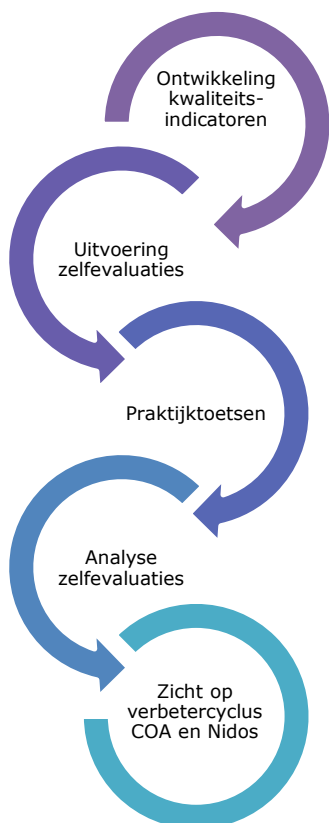 Ontwikkeling
kwaliteits-
indicatoren
Uitvoering
zelfevaluaties
Praktijktoetsen
Analyse
zelfevaluaties
Zicht op
verbetercyclus
COA en Nidos